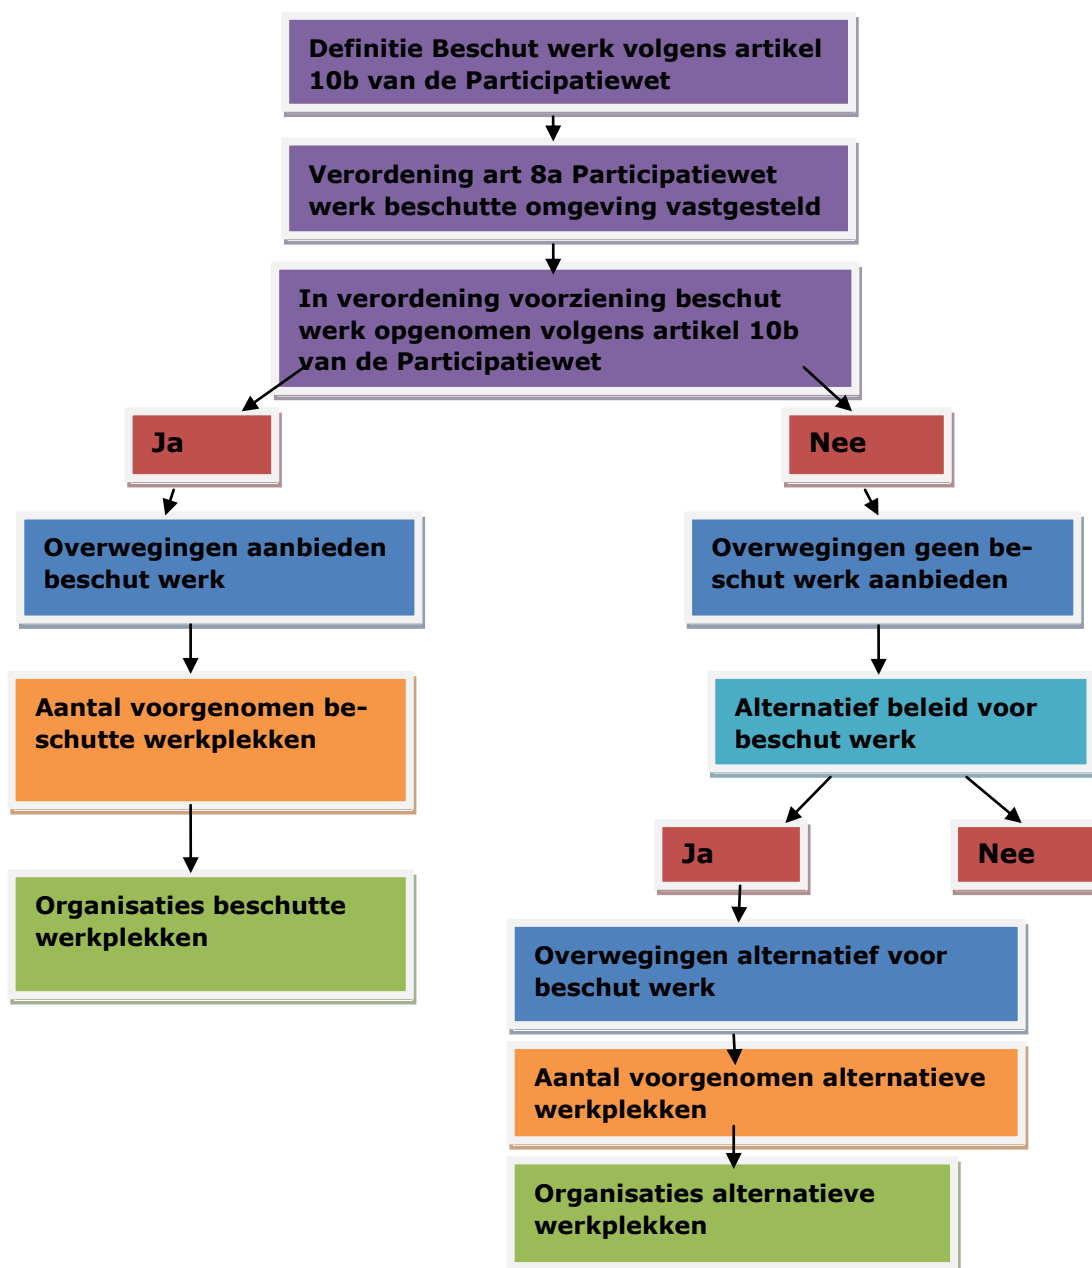 Definitie Beschut werk volgens artikel
10b van de Participatiewet
Verordening art 8a Participatiewet
werk beschutte omgeving vastgesteld
In verordening voorziening beschut
werk opgenomen volgens artikel 10b
van de Participatiewet
Ja
Nee
Overwegingen aanbieden
beschut werk
Overwegingen geen be-
schut werk aanbieden
Aantal voorgenomen be-
schutte werkplekken
Alternatief beleid voor
beschut werk
Ja
Nee
Organisaties beschutte
werkplekken
Overwegingen alternatief voor
beschut werk
Aantal voorgenomen alternatieve
werkplekken
Organisaties alternatieve
werkplekken